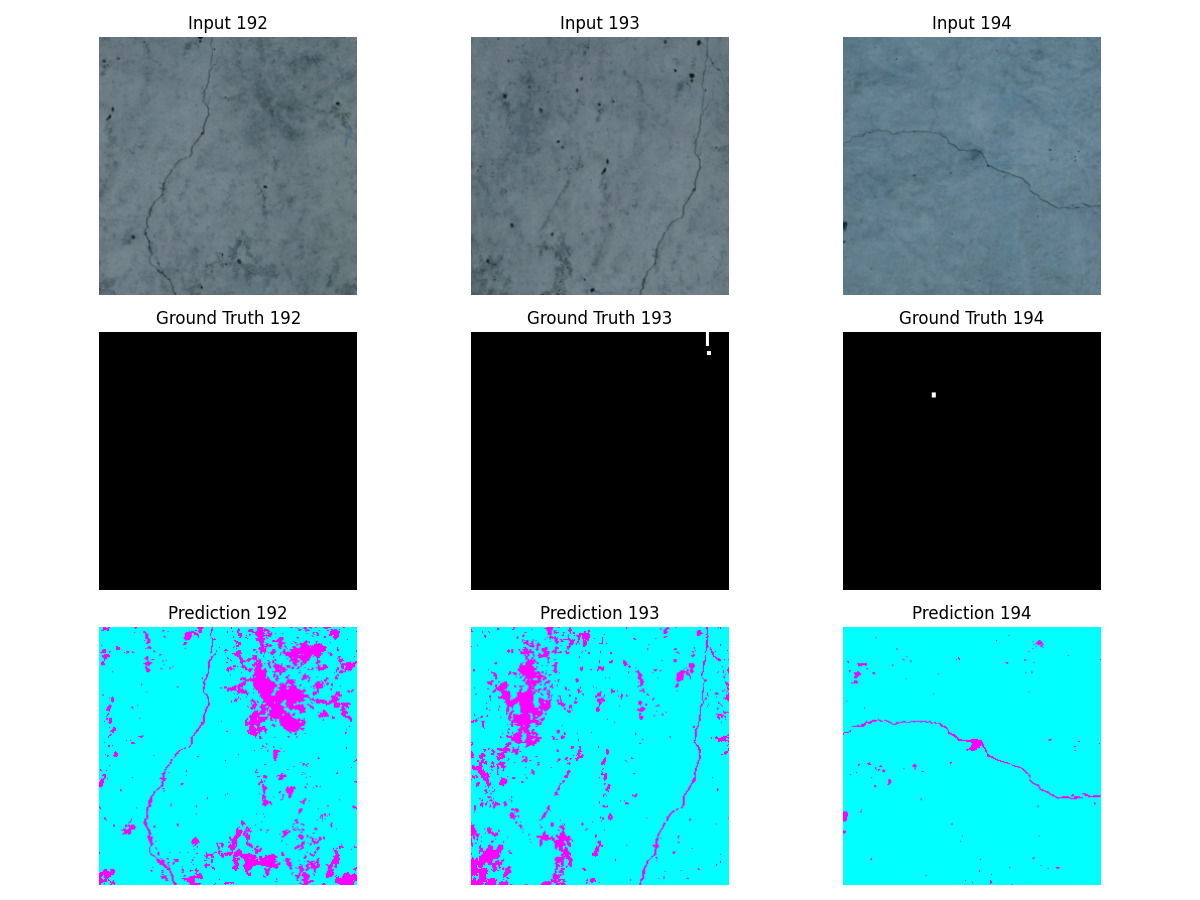 Input 192
Input 193
Input 194
Ground Truth 192
Ground Truth 193
Ground Truth 194
Prediction 192
Prediction 193
Prediction 194